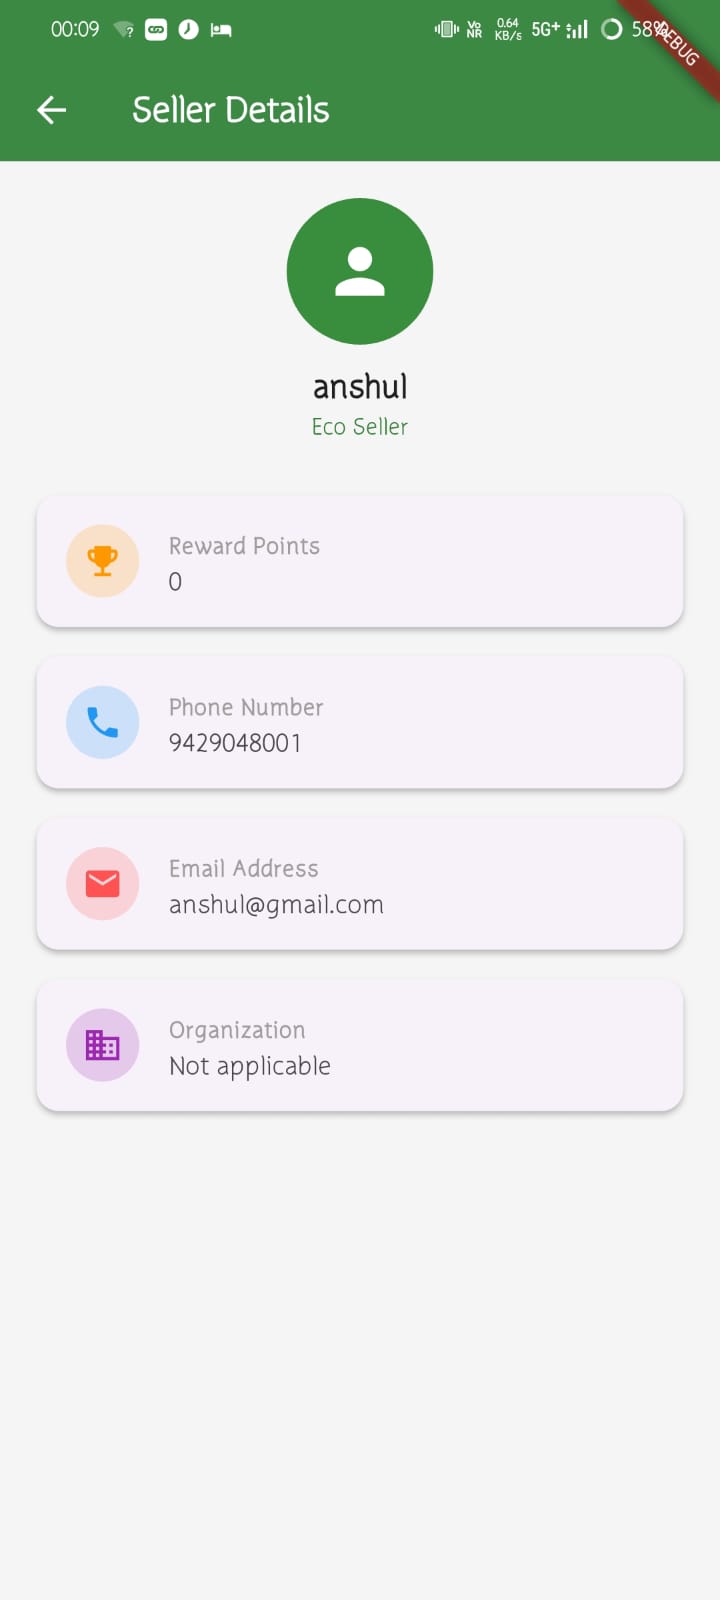 00:09 ? Vo NR 0.64 KB/s 5G+ 58%
DEBUG
Seller Details
anshul
Eco Seller
Reward Points
0
Phone Number
9429048001
Email Address
anshul@gmail.com
Organization
Not applicable